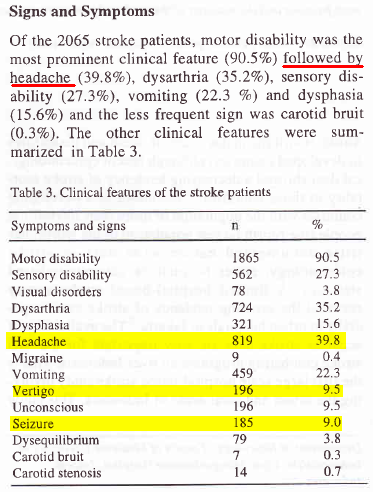 Signs and Symptoms
Of the 2065 stroke patients, motor disability was the
most prominent clinical feature (90.5%) followed by
headache (39.8%), dysarthria (35.2%), sensory dis-
ability (27.3%), vomiting (22.3 %) and dysphasia
(15.6%) and the less frequent sign was carotid bruit
(0.3%). The other clinical features were sum-
marized in Table 3.
Table 3. Clinical features of the stroke patients
Symptoms and signs n %
Motor disability 1865 90.5
Sensory disability 562 27.3
Visual disorders 78 3.8
Dysarthria 724 35.2
Dysphasia 321 15.6
Headache 819 39.8
Migraine 9 0.4
Vomiting 459 22.3
Vertigo 196 9.5
Unconscious 196 9.5
Seizure 185 9.0
Dysequilibrium 79 3.8
Carotid bruit 7 0.3
Carotid stenosis 14 0.7